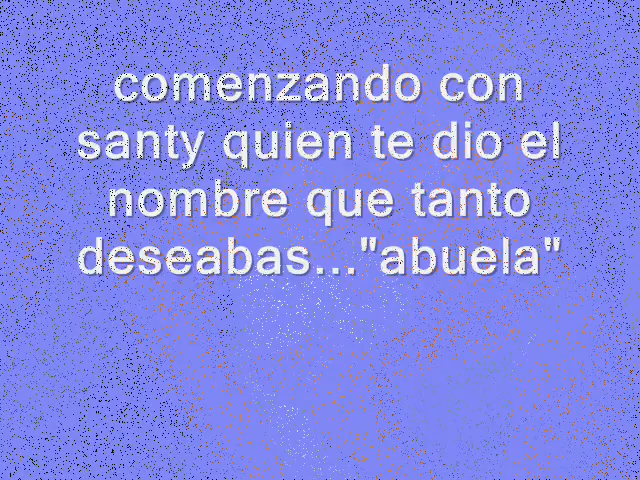 comenzando con
santy quien te dio el
nombre que tanto
deseabas..."abuela"